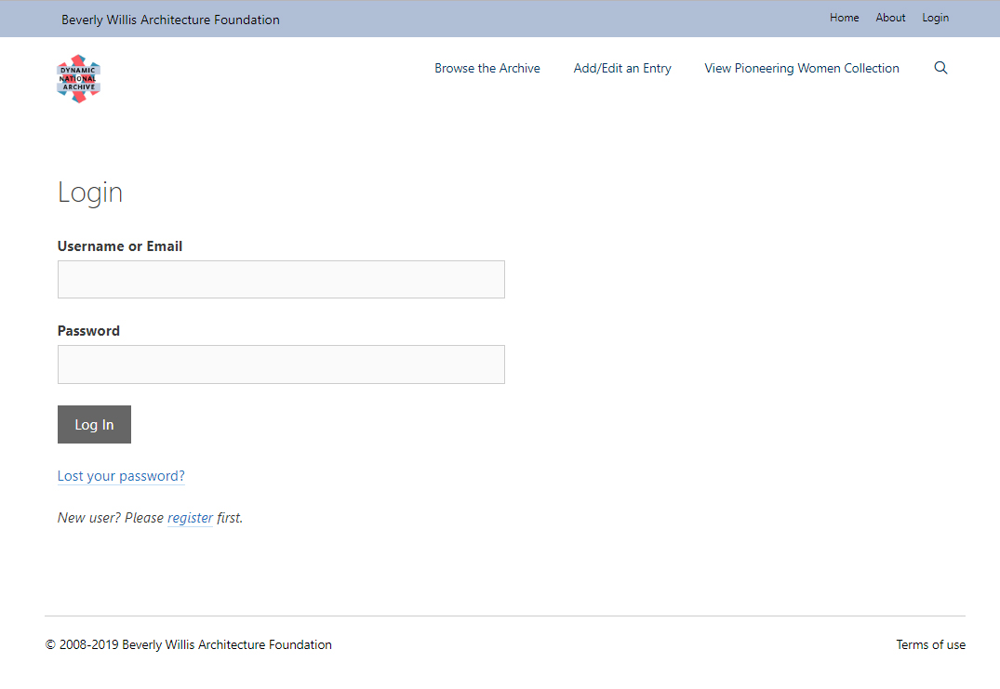 Beverly Willis Architecture Foundation
Home About Login
DYNAMIC
NATIONAL
ARCHIVE
Browse the Archive Add/Edit an Entry View Pioneering Women Collection
Login
Username or Email
Password
Log In
Lost your password?
New user? Please register first.
© 2008-2019 Beverly Willis Architecture Foundation
Terms of use